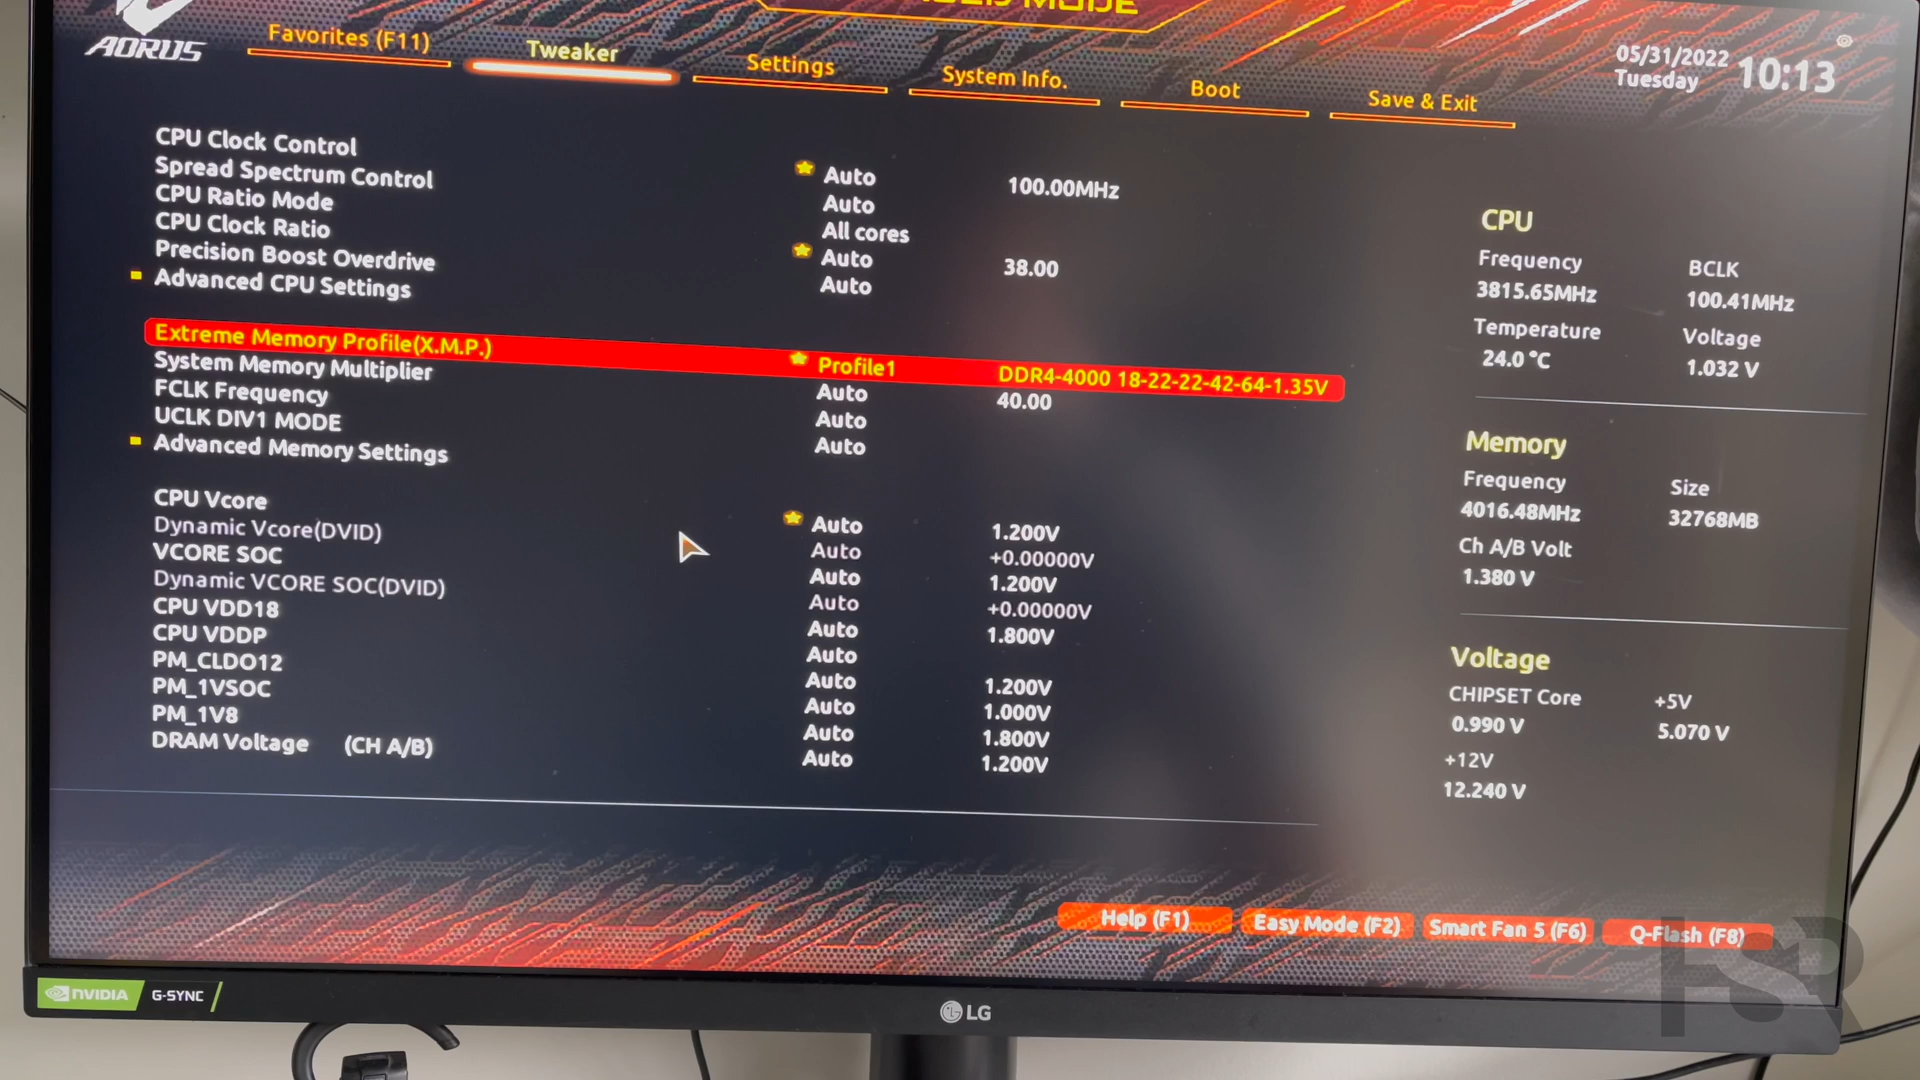 ADVANCED MODE
AORUS
Favorites (F11)
Tweaker
Settings
System Info.
Boot
Save & Exit
05/31/2022
Tuesday
10:13
CPU Clock Control Auto 100.00MHz
Spread Spectrum Control Auto
CPU Ratio Mode All cores
CPU Clock Ratio Auto 38.00
Precision Boost Overdrive Auto
Advanced CPU Settings
Extreme Memory Profile(X.M.P.) Profile1 DDR4-4000 18-22-22-42-64-1.35V
System Memory Multiplier Auto 40.00
FCLK Frequency Auto
UCLK DIV1 MODE Auto
Advanced Memory Settings
CPU Vcore Auto 1.200V
Dynamic Vcore(DVID) Auto +0.00000V
VCORE SOC Auto 1.200V
Dynamic VCORE SOC(DVID) Auto +0.00000V
CPU VDD18 Auto 1.800V
CPU VDDP Auto
PM_CLDO12 Auto 1.200V
PM_1VSOC Auto 1.000V
PM_1V8 Auto 1.800V
DRAM Voltage (CH A/B) Auto 1.200V
CPU
Frequency BCLK
3815.65MHz 100.41MHz
Temperature Voltage
24.0 °C 1.032 V
Memory
Frequency Size
4016.48MHz 32768MB
Ch A/B Volt
1.380 V
Voltage
CHIPSET Core +5V
0.990 V 5.070 V
+12V
12.240 V
Help (F1)
Easy Mode (F2)
Smart Fan 5 (F6)
Q-Flash (F8)
NVIDIA G-SYNC
LG
HSR